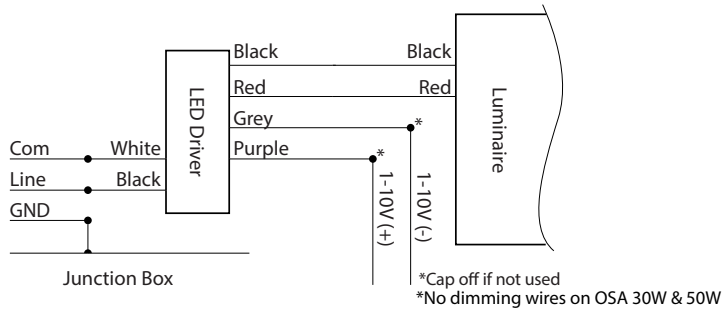 Black
Black
Red
Red
Grey
*
Purple
*
LED Driver
Luminaire
Com
White
Line
Black
GND
1-10V (+)
1-10V (-)
Junction Box
*Cap off if not used
*No dimming wires on OSA 30W & 50W